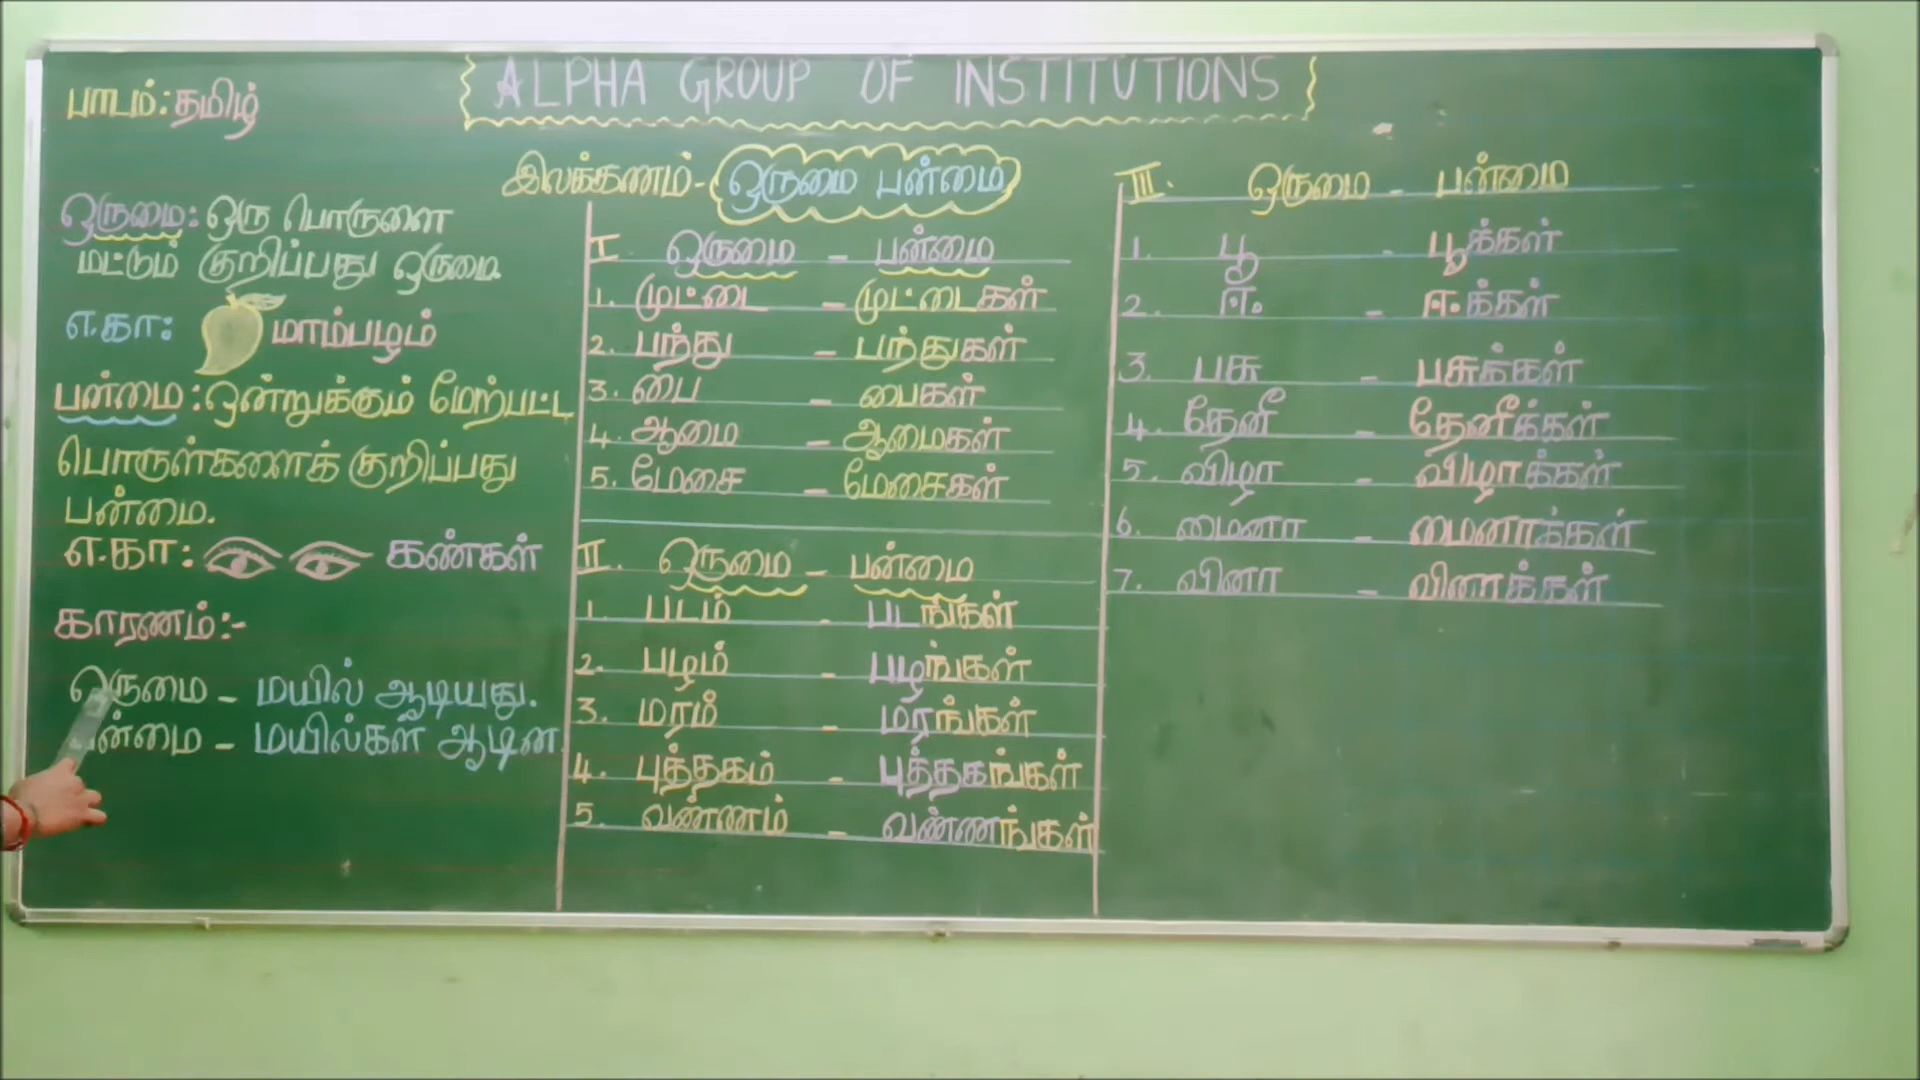 ALPHA GROUP OF INSTITUTIONS
பாடம்: தமிழ்
இலக்கணம்- ஒருமை பன்மை
ஒருமை: ஒரு பொருளை
மட்டும் குறிப்பது ஒருமை.
எ.கா: மாம்பழம்
பன்மை: ஒன்றுக்கும் மேற்பட்ட
பொருள்களைக் குறிப்பது
பன்மை.
எ.கா: கண்கள்
காரணம்:-
ஒருமை - மயில் ஆடியது.
பன்மை - மயில்கள் ஆடின
I. ஒருமை - பன்மை
1. முட்டை - முட்டைகள்
2. பந்து - பந்துகள்
3. பை - பைகள்
4. ஆமை - ஆமைகள்
5. மேசை - மேசைகள்
II. ஒருமை - பன்மை
1. படம் - படங்கள்
2. பழம் - பழங்கள்
3. மரம் - மரங்கள்
4. புத்தகம் - புத்தகங்கள்
5. வண்ணம் - வண்ணங்கள்
III. ஒருமை - பன்மை
1. பூ - பூக்கள்
2. ஈ - ஈக்கள்
3. பசு - பசுக்கள்
4. தேனீ - தேனீக்கள்
5. விழா - விழாக்கள்
6. மைனா - மைனாக்கள்
7. வினா - வினாக்கள்